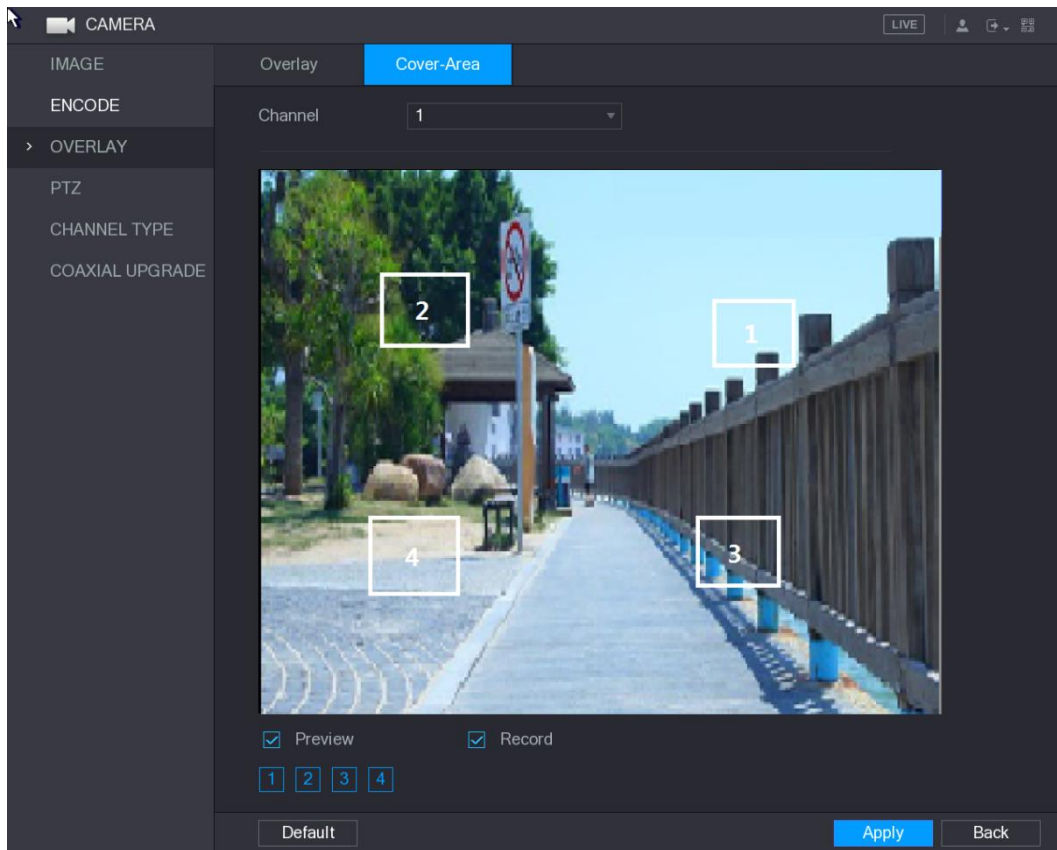 CAMERA LIVE
IMAGE
ENCODE
OVERLAY
PTZ
CHANNEL TYPE
COAXIAL UPGRADE
Overlay Cover-Area
Channel 1
2
1
4
3
Preview Record
1 2 3 4
Default Apply Back